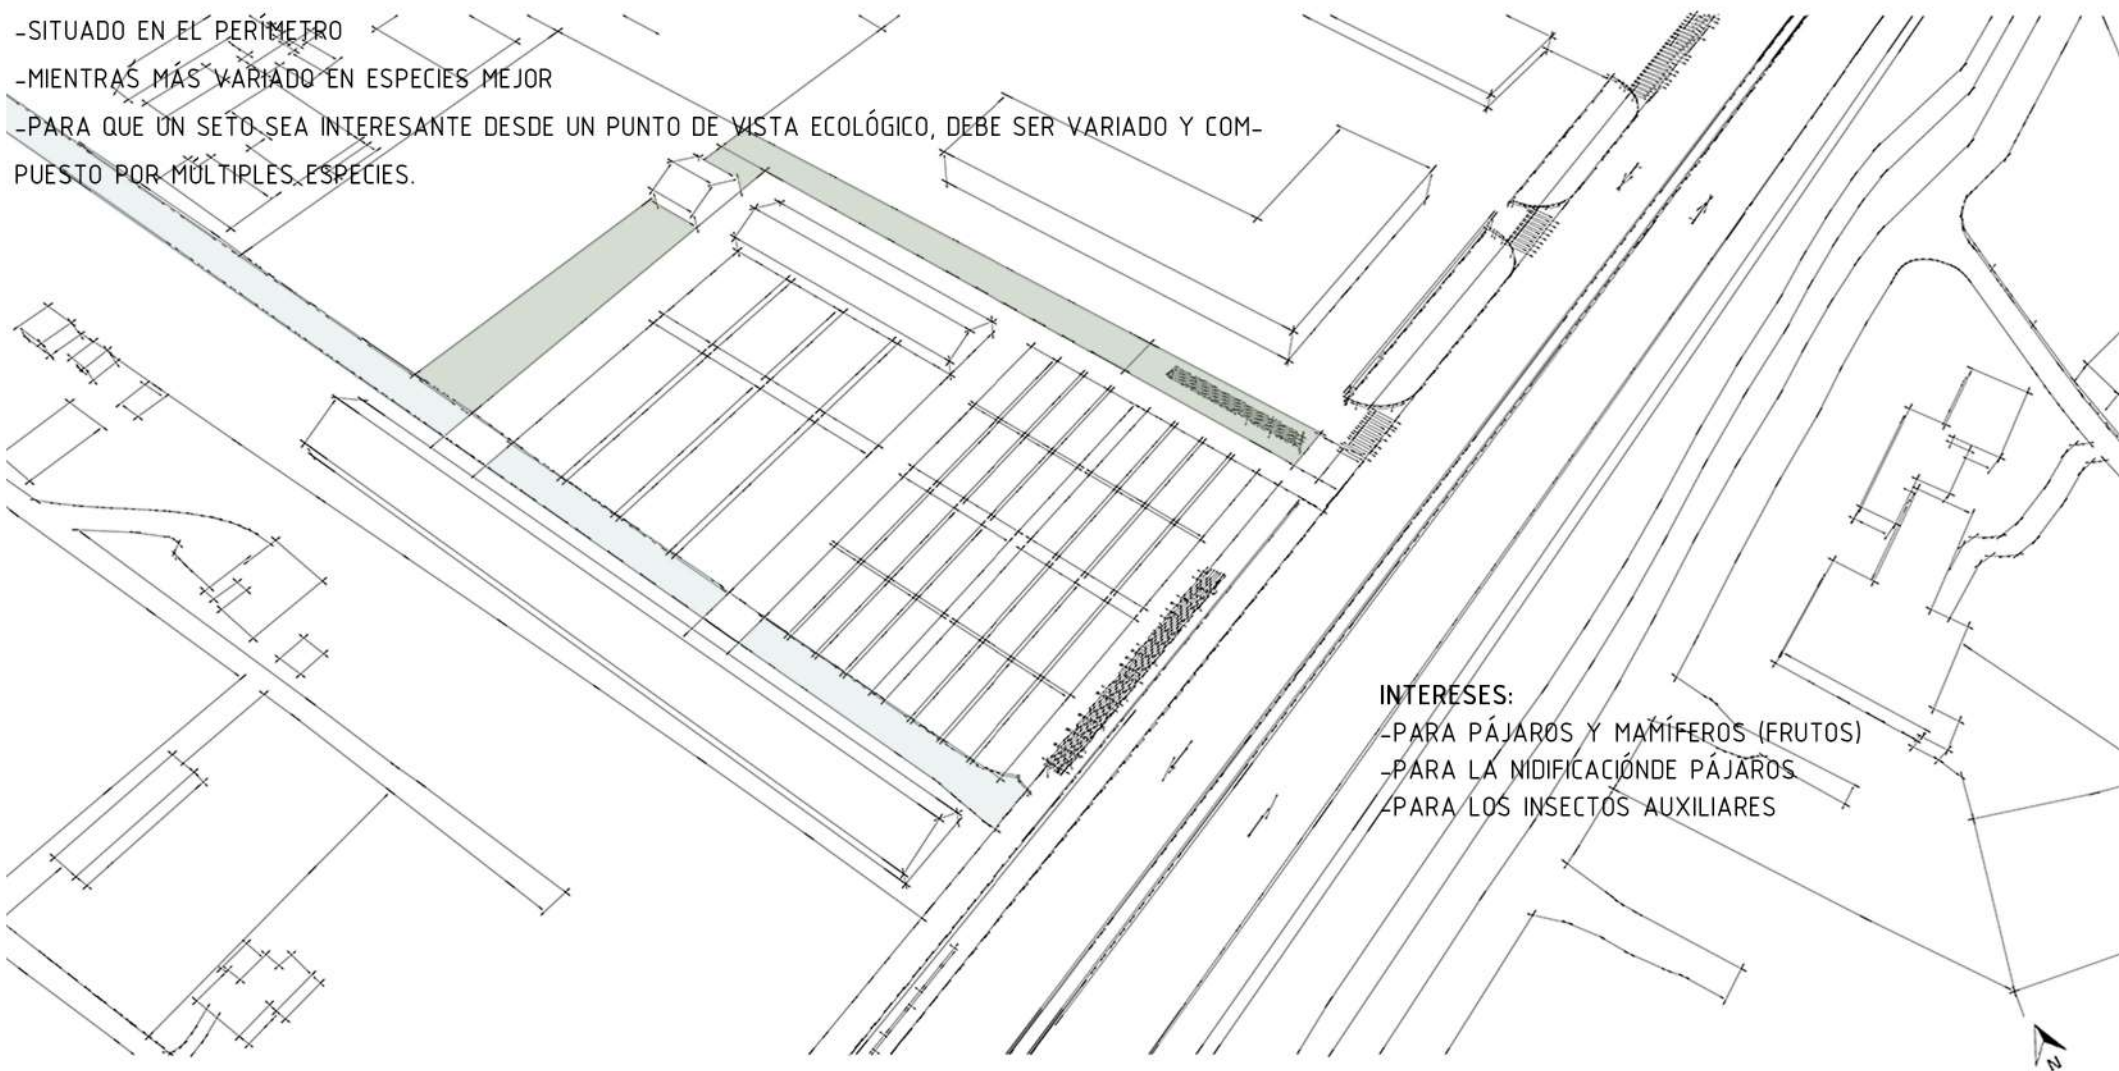 -SITUADO EN EL PERÍMETRO
-MIENTRAS MÁS VARIADO EN ESPECIES MEJOR
-PARA QUE UN SETO SEA INTERESANTE DESDE UN PUNTO DE VISTA ECOLÓGICO, DEBE SER VARIADO Y COM-
PUESTO POR MÚLTIPLES ESPECIES.
INTERESES:
-PARA PÁJAROS Y MAMÍFEROS (FRUTOS)
-PARA LA NIDIFICACIÓNDE PÁJAROS
-PARA LOS INSECTOS AUXILIARES
N